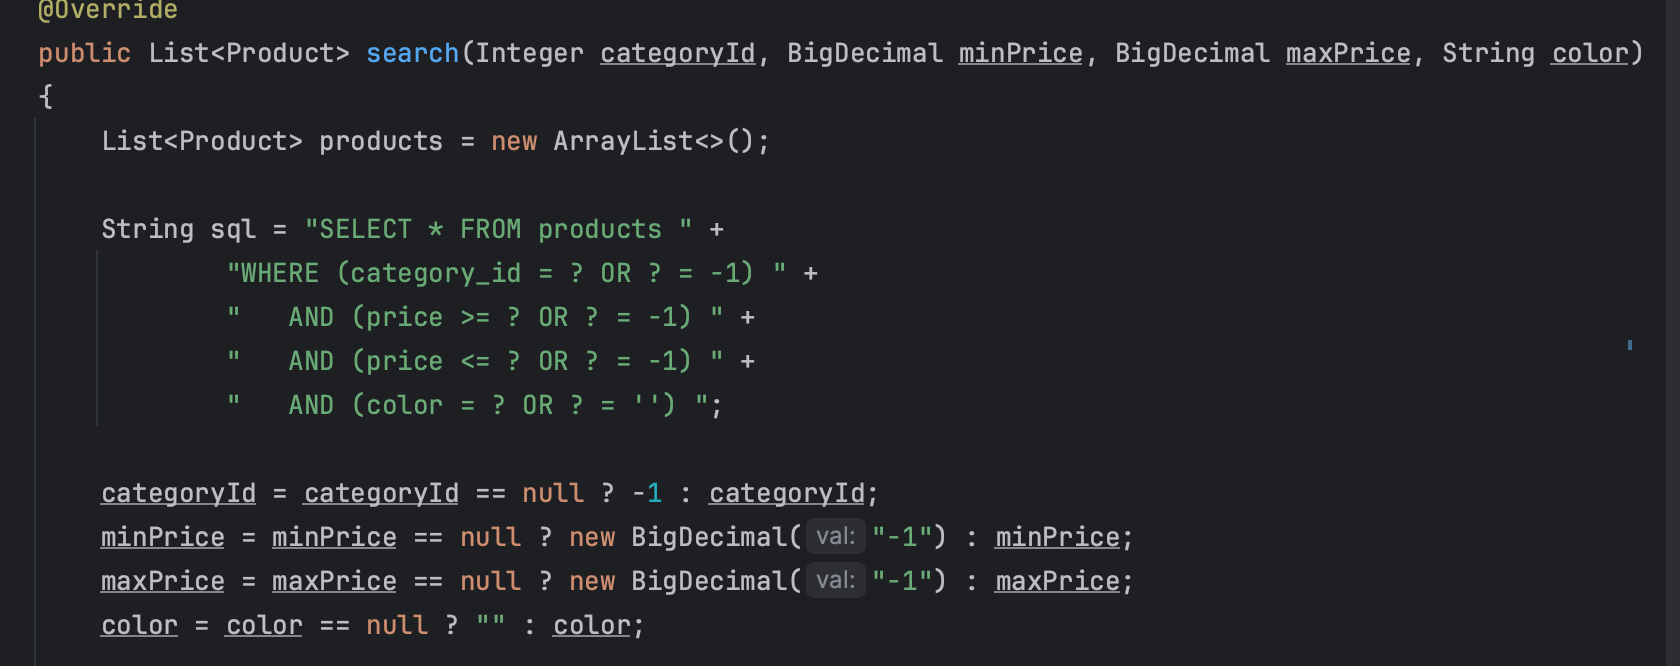 @Override
public List<Product> search(Integer categoryId, BigDecimal minPrice, BigDecimal maxPrice, String color)
{
List<Product> products = new ArrayList<>();
String sql = "SELECT * FROM products " +
"WHERE (category_id = ? OR ? = -1) " +
"   AND (price >= ? OR ? = -1) " +
"   AND (price <= ? OR ? = -1) " +
"   AND (color = ? OR ? = '') ";
categoryId = categoryId == null ? -1 : categoryId;
minPrice = minPrice == null ? new BigDecimal( val: "-1") : minPrice;
maxPrice = maxPrice == null ? new BigDecimal( val: "-1") : maxPrice;
color = color == null ? "" : color;